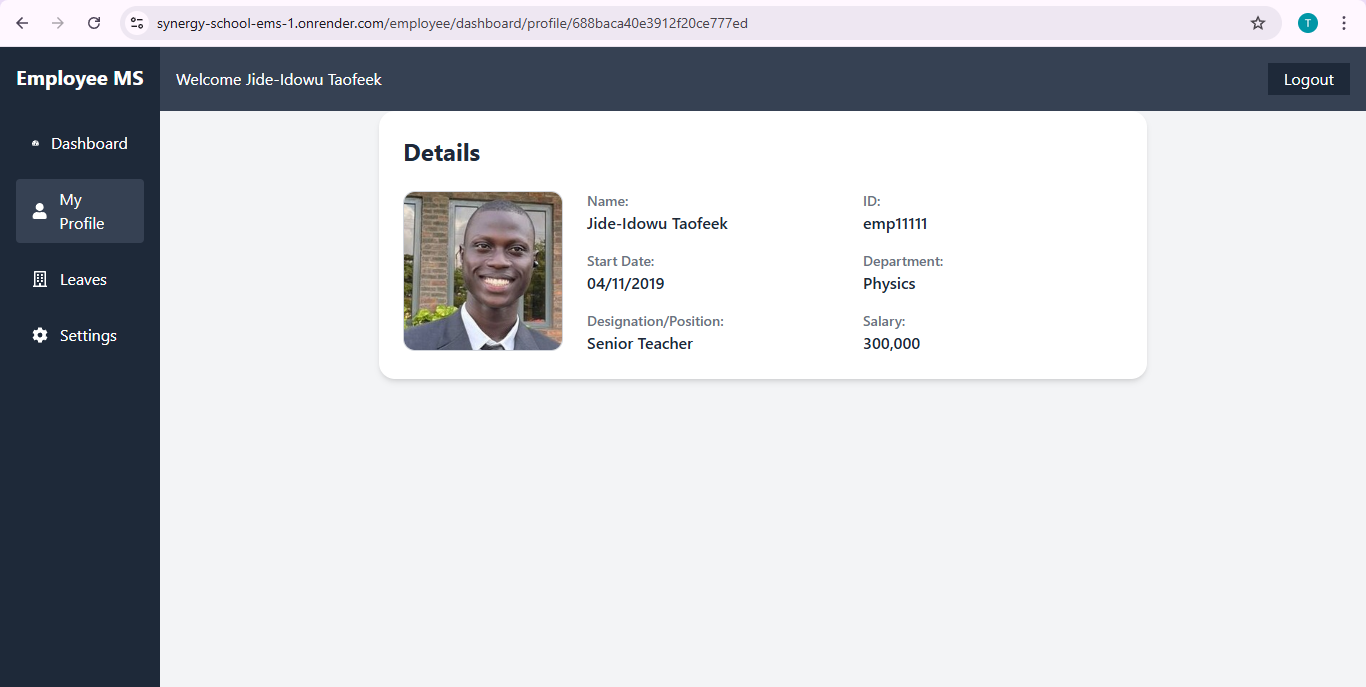 synergy-school-ems-1.onrender.com/employee/dashboard/profile/688baca40e3912f20ce777ed
T
Employee MS
Welcome Jide-Idowu Taofeek
Logout
Dashboard
My
Profile
Leaves
Settings
Details
Name:
Jide-Idowu Taofeek
ID:
emp11111
Start Date:
04/11/2019
Department:
Physics
Designation/Position:
Senior Teacher
Salary:
300,000